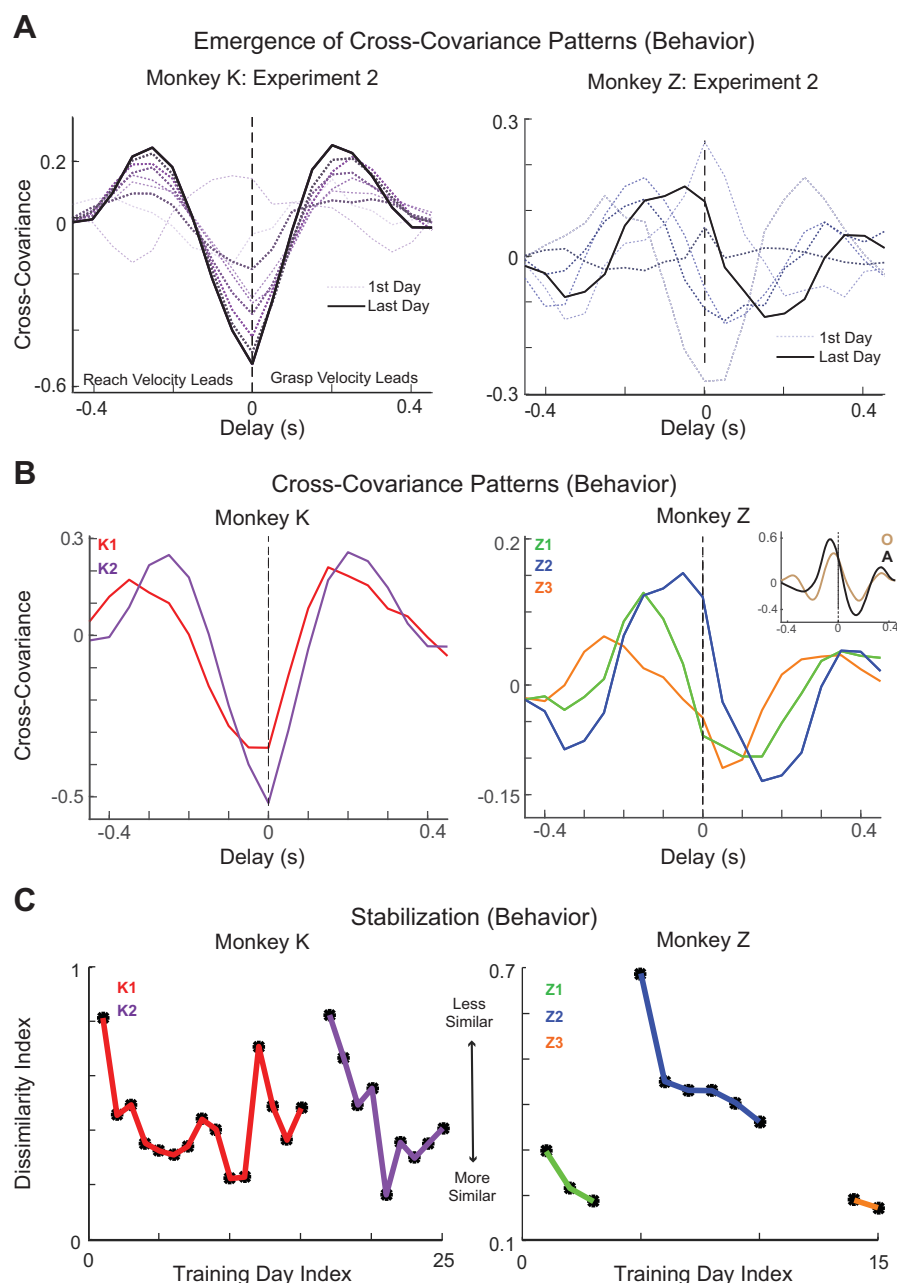 A
Emergence of Cross-Covariance Patterns (Behavior)
Monkey K: Experiment 2
Monkey Z: Experiment 2
Cross-Covariance
0.2
0
-0.6
-0.4
0
0.4
Delay (s)
1st Day
Last Day
Reach Velocity Leads
Grasp Velocity Leads
0.3
0
-0.3
-0.4
0
0.4
Delay (s)
1st Day
Last Day
B
Cross-Covariance Patterns (Behavior)
Monkey K
Monkey Z
Cross-Covariance
K1
K2
0.3
0
-0.5
-0.4
0
0.4
Delay (s)
Z1
Z2
Z3
0.2
0
-0.15
-0.4
0
0.4
Delay (s)
O
A
0.6
0
-0.4
-0.4
0
0.4
C
Stabilization (Behavior)
Monkey K
Monkey Z
Dissimilarity Index
K1
K2
1
0
0
25
Training Day Index
Less
Similar
More
Similar
Z1
Z2
Z3
0.7
0.1
0
15
Training Day Index